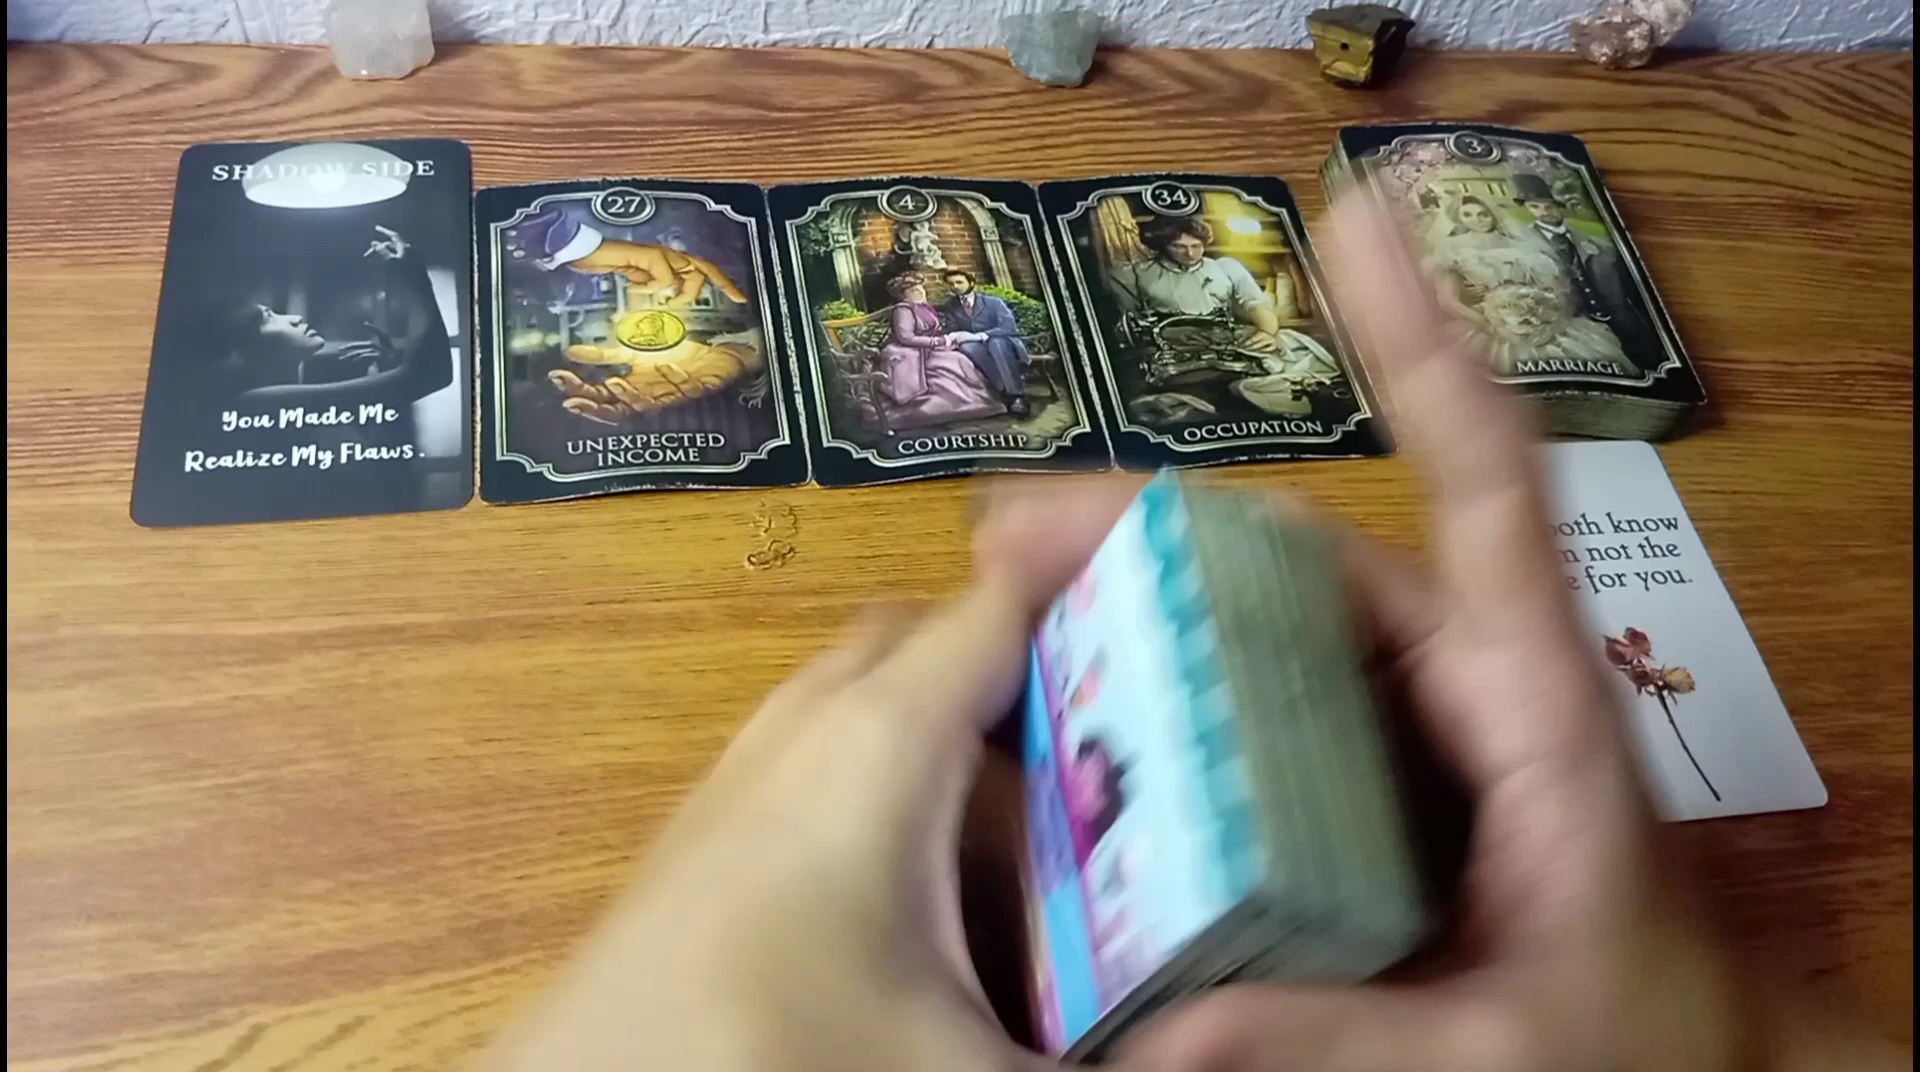 SHADOW SIDE
You Made Me
Realize My Flaws.
27
UNEXPECTED
INCOME
4
COURTSHIP
34
OCCUPATION
3
MARRIAGE
know
not the
for you.